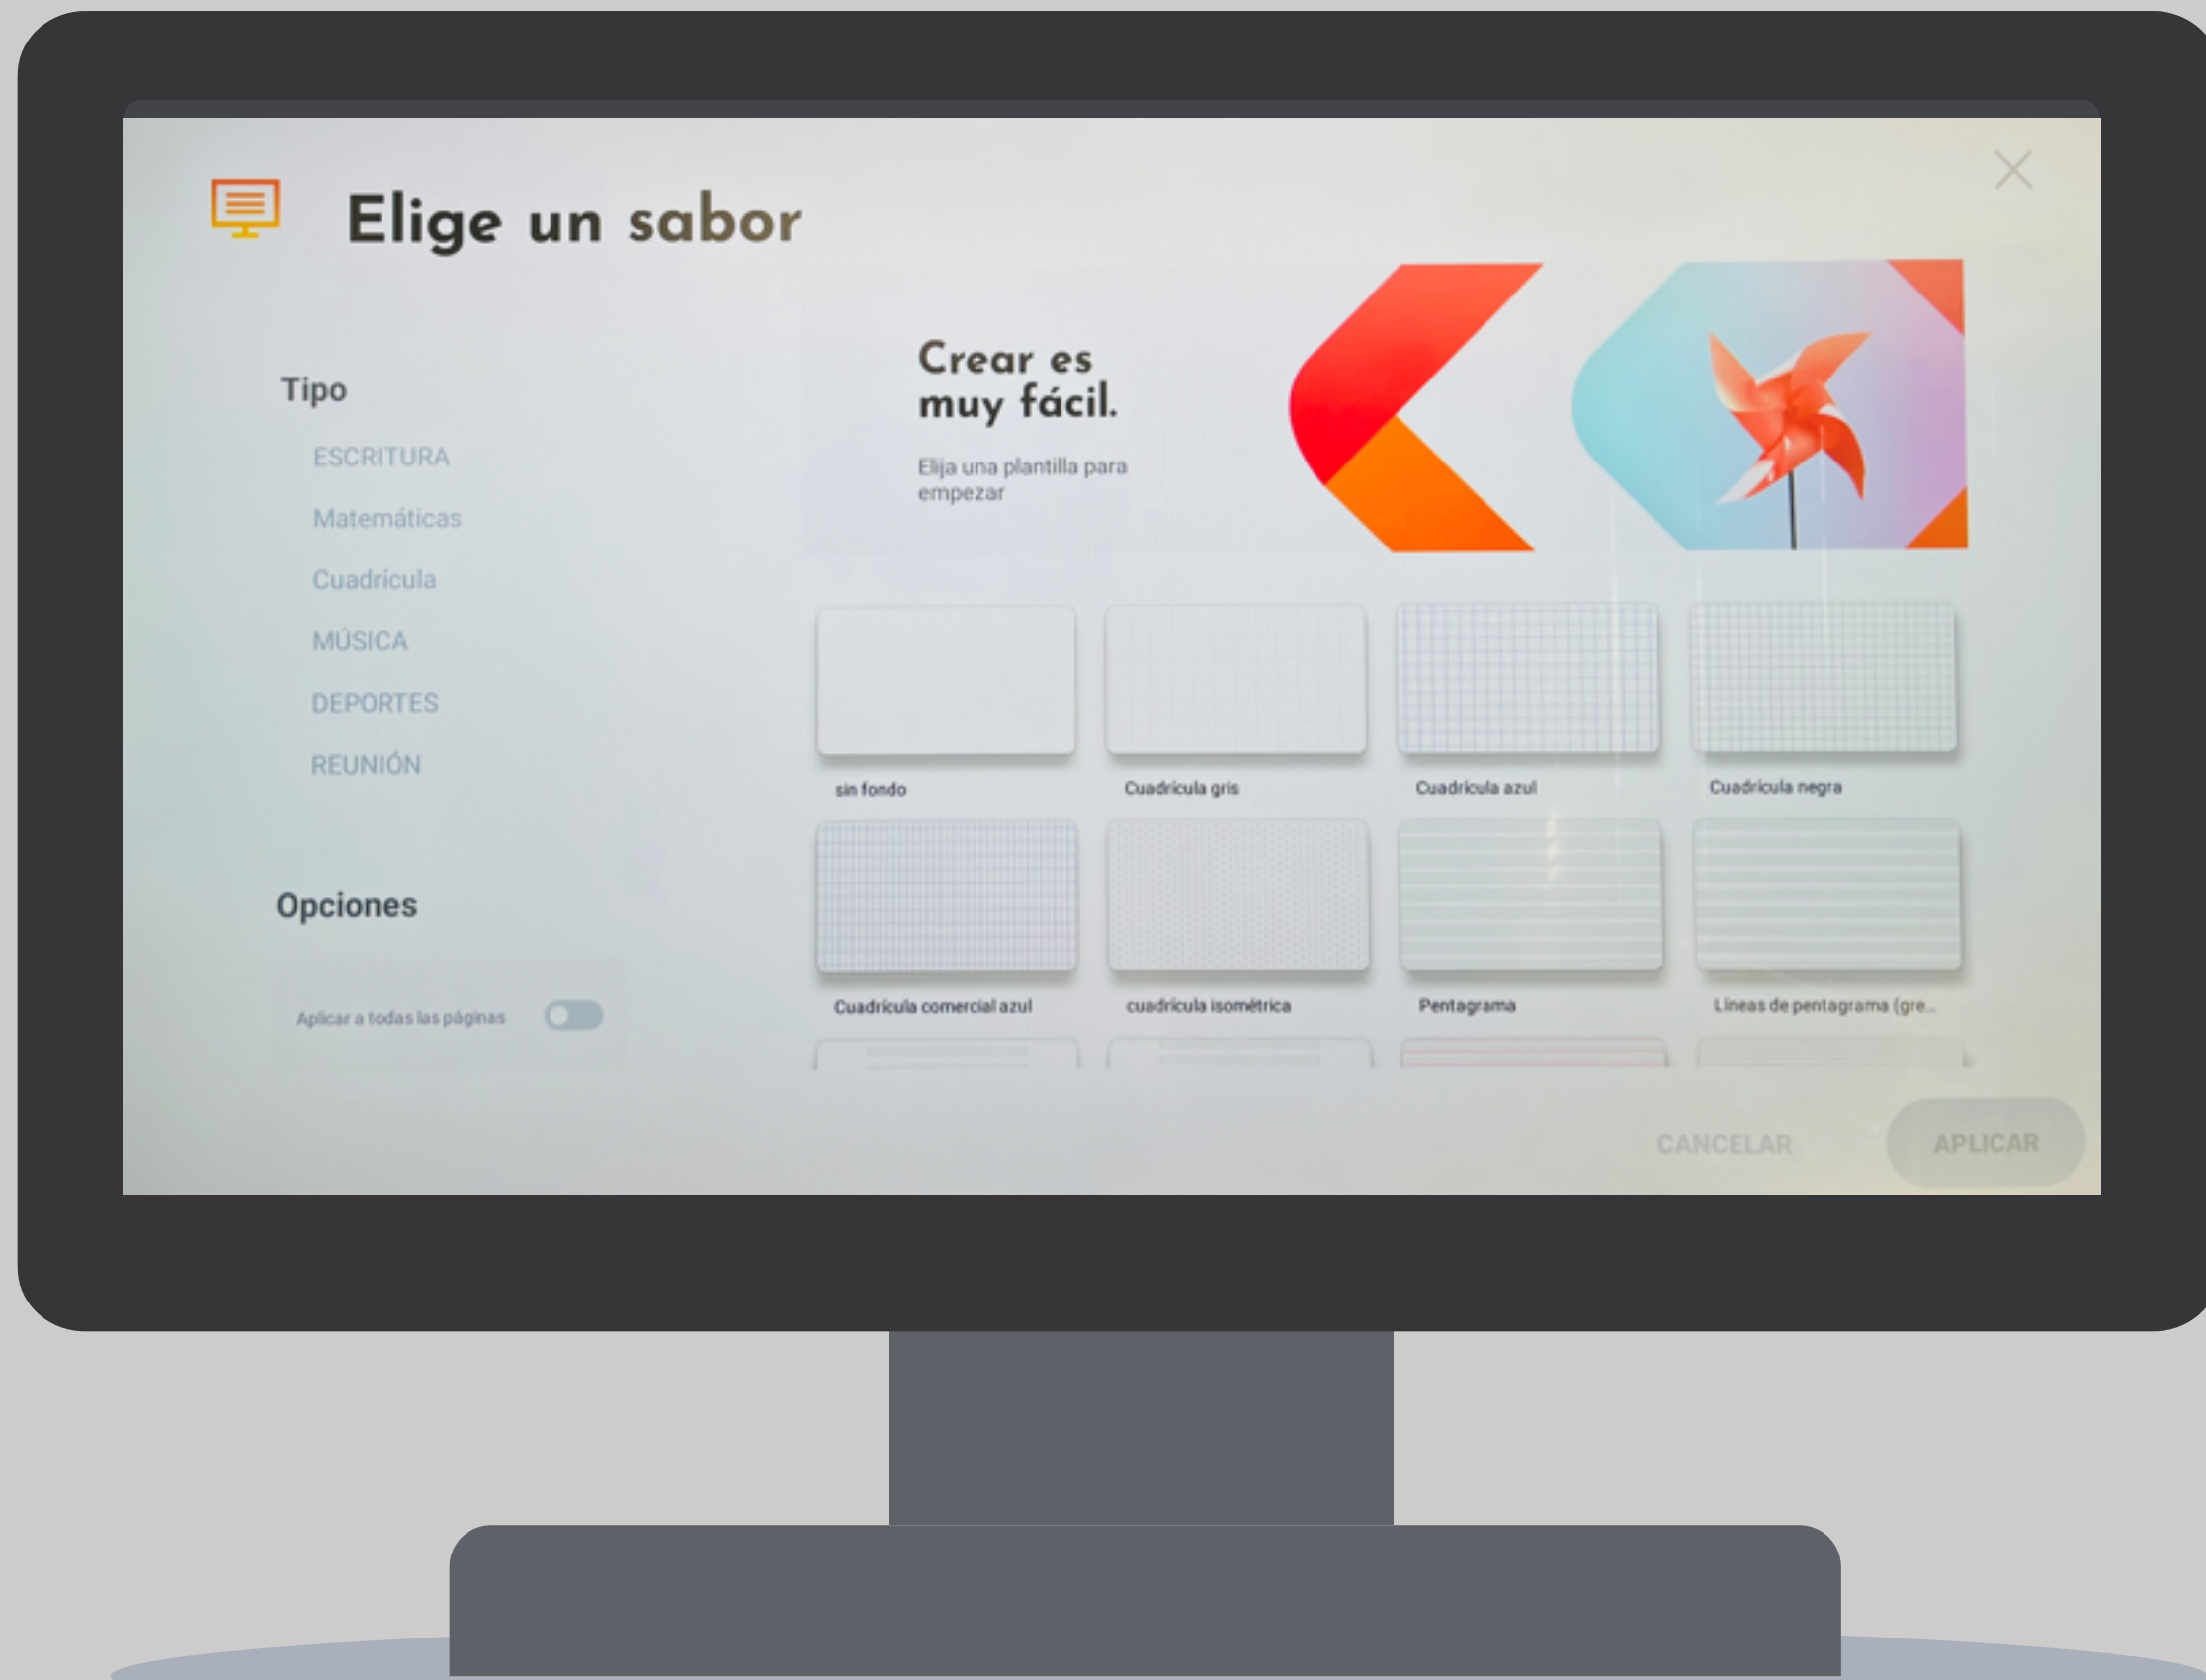 Elige un sabor
Tipo
ESCRITURA
Matemáticas
Cuadrícula
MÚSICA
DEPORTES
REUNIÓN
Opciones
Aplicar a todas las páginas
Crear es
muy fácil.
Elija una plantilla para
empezar
sin fondo
Cuadrícula gris
Cuadrícula azul
Cuadrícula negra
Cuadrícula comercial azul
cuadrícula isométrica
Pentagrama
Líneas de pentagrama (gre...
CANCELAR
APLICAR